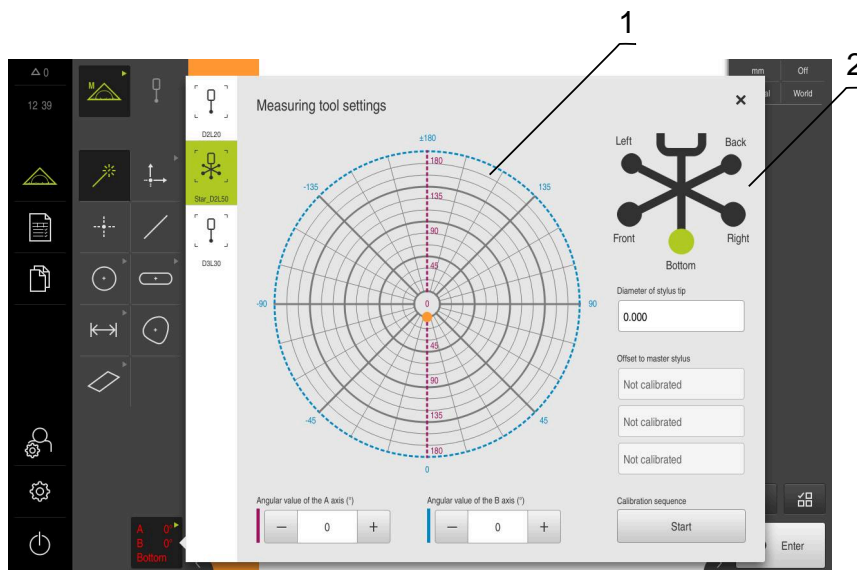 1
2
0
12 39
M
D2L20
Star_D2L50
D3L30
Measuring tool settings
mm
Off
World
±180
-135
135
180
135
90
45
-90
0
90
45
90
135
180
-45
45
0
Left
Back
Front
Right
Bottom
Diameter of stylus tip
0.000
Offset to master stylus
Not calibrated
Not calibrated
Not calibrated
Angular value of the A axis (°)
Angular value of the B axis (°)
Calibration sequence
− 0 +
− 0 +
Start
A 0°
B 0°
Bottom
Enter